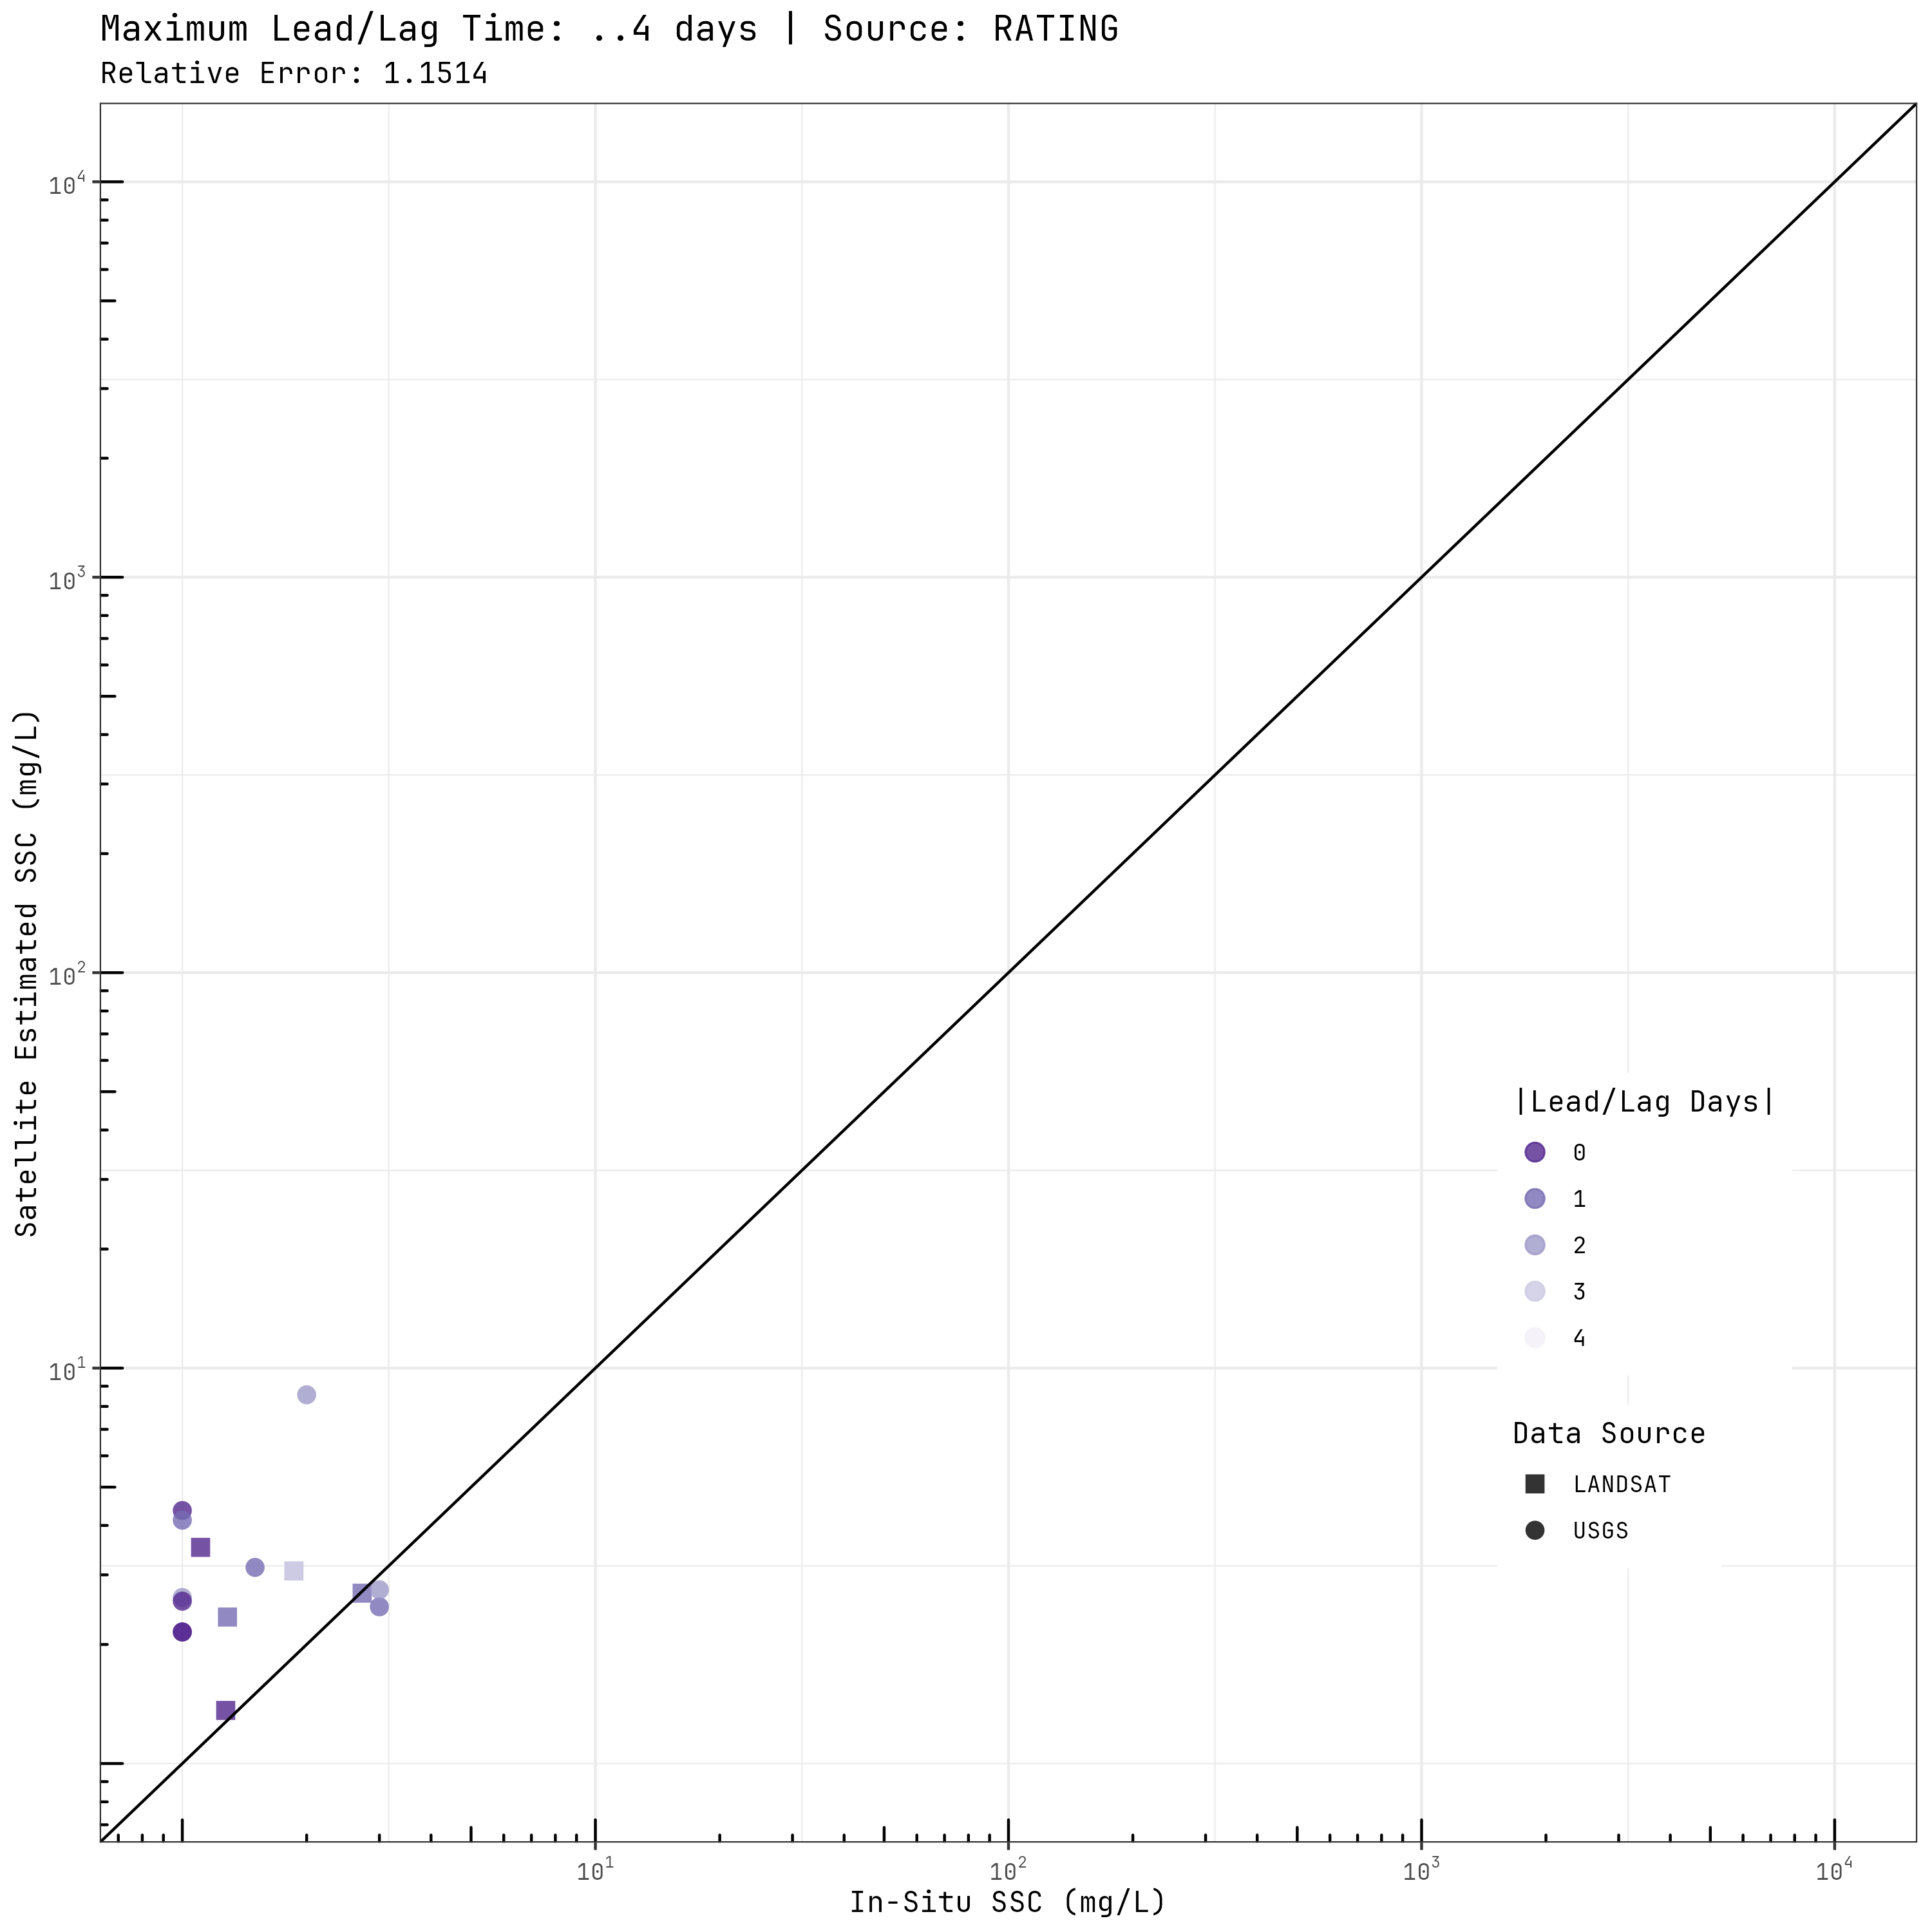 Maximum Lead/Lag Time: ..4 days | Source: RATING
Relative Error: 1.1514
10⁴
10³
10²
10¹
Satellite Estimated SSC (mg/L)
|Lead/Lag Days|
0
1
2
3
4
Data Source
LANDSAT
USGS
10¹
10²
10³
10⁴
In-Situ SSC (mg/L)